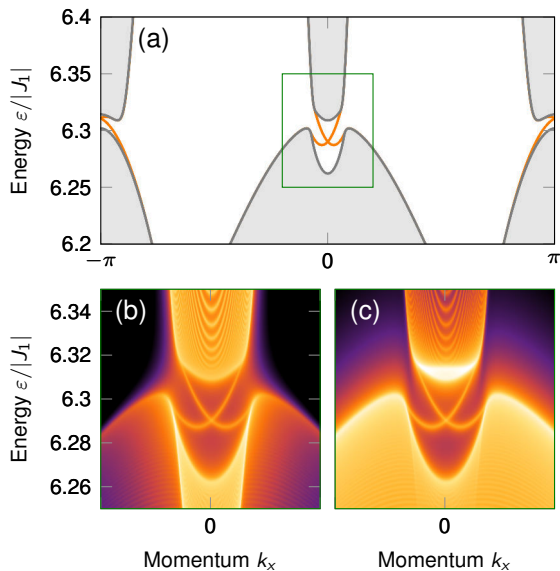 6.4
(a)
6.35
6.3
6.25
6.2
Energy ε/|J₁|
−π
0
π
(b)
(c)
6.34
6.32
6.3
6.28
6.26
Energy ε/|J₁|
0
0
Momentum kₓ
Momentum kₓ